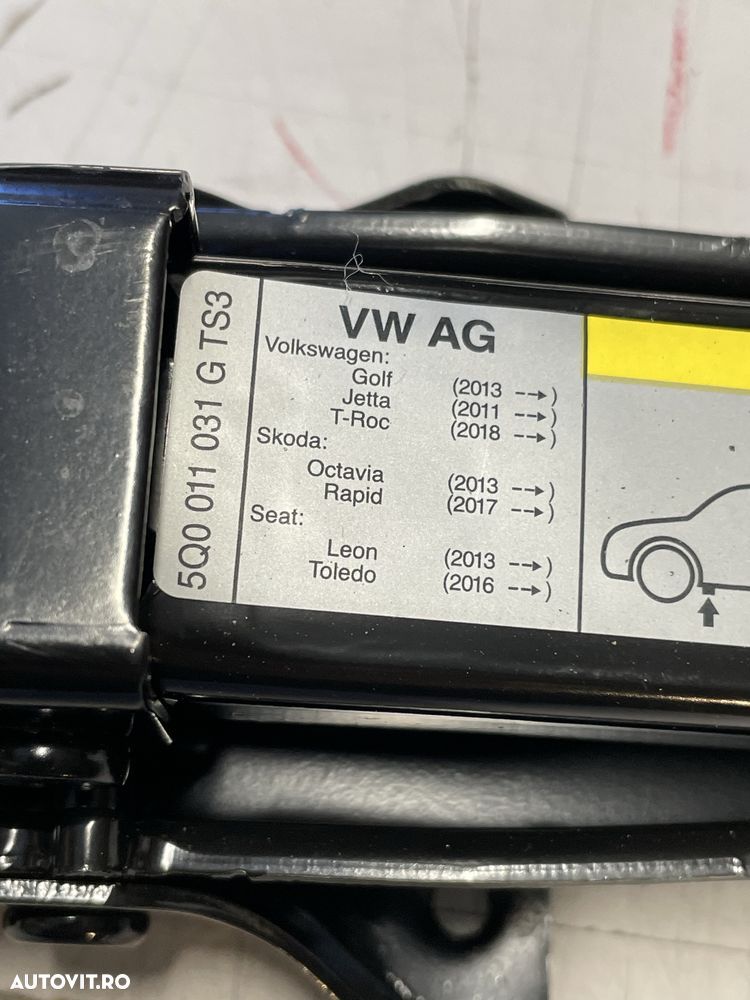 5Q0 011 031 G TS3
VW AG
Volkswagen:
Golf (2013 --→)
Jetta (2011 --→)
T-Roc (2018 --→)
Skoda:
Octavia (2013 --→)
Rapid (2017 --→)
Seat:
Leon (2013 --→)
Toledo (2016 --→)
AUTOVIT.RO